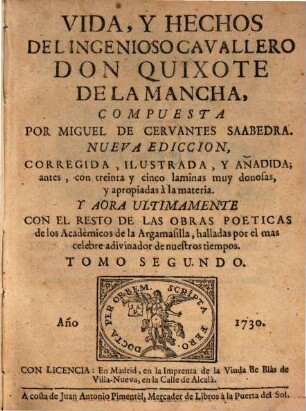 VIDA, Y HECHOS
DEL INGENIOSO CAVALLERO
DON QUIXOTE
DE LA MANCHA,
COMPUESTA
POR MIGUEL DE CERVANTES SAABEDRA.
NUEVA EDICCION,
CORREGIDA, ILUSTRADA, Y AÑADIDA;
antes, con treinta y cinco laminas muy donosas,
y apropiadas à la materia.
Y AORA ULTIMAMENTE
CON EL RESTO DE LAS OBRAS POETICAS
de los Academicos de la Argamasilla, halladas por el mas
celebre adivinador de nuestros tiempos.
TOMO SEGUNDO.
DOCTA PER ORBEM SCRIPTA FERO
Año 1730.
CON LICENCIA: En Madrid, en la Imprenta de la Viuda de Blàs de
Villa-Nueva, en la Calle de Alcalà.
A costa de Juan Antonio Pimentèl, Mercader de Libros à la Puerta del Sol.